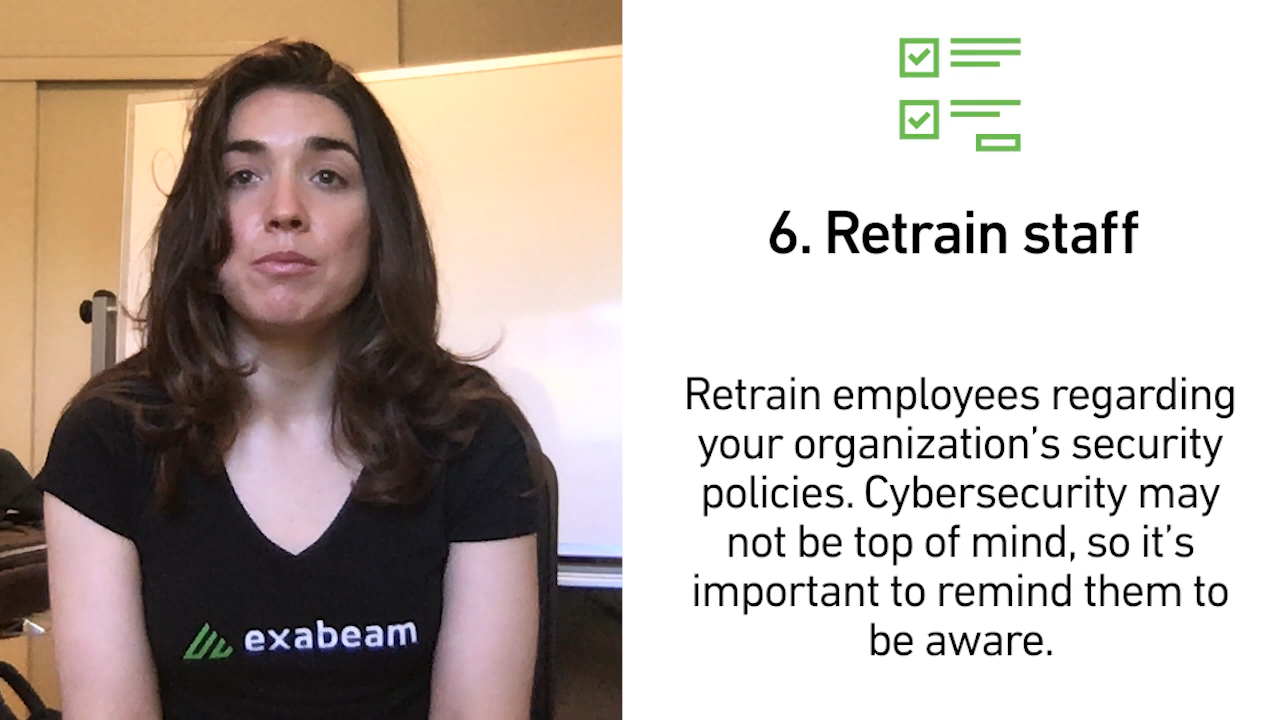 exabeam
6. Retrain staff
Retrain employees regarding
your organization's security
policies. Cybersecurity may
not be top of mind, so it's
important to remind them to
be aware.